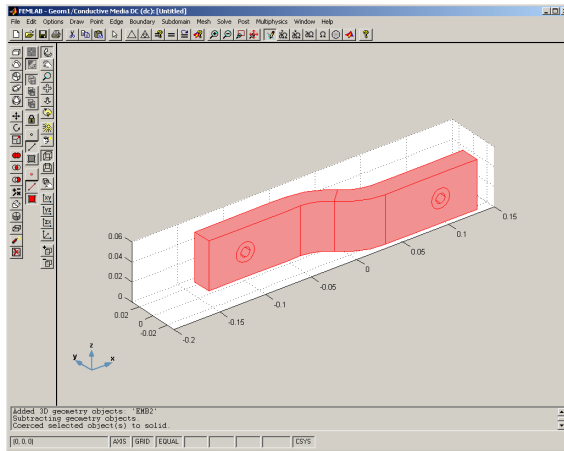 FEMLAB - Geom1/Conductive Media DC (dc): [Untitled]
File Edit Options Draw Point Edge Boundary Subdomain Mesh Solve Post Multiphysics Window Help
0.06
0.04
0.02
0
0.02
0
-0.02
-0.2
-0.15
-0.1
-0.05
0
0.05
0.1
0.15
z
y
x
Added 3D geometry objects: 'EMB2'
Subtracting geometry objects.
Coerced selected object(s) to solid.
(0, 0, 0) AXIS GRID EQUAL CSYS